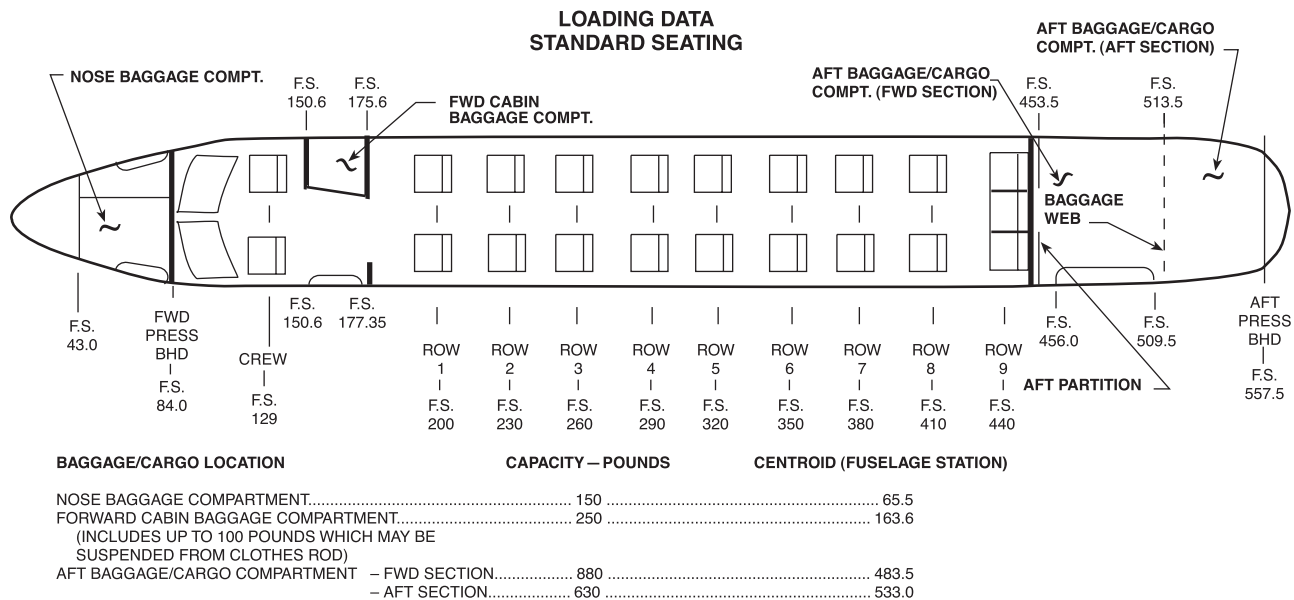 LOADING DATA
STANDARD SEATING
AFT BAGGAGE/CARGO
COMPT. (AFT SECTION)
NOSE BAGGAGE COMPT.
F.S.
150.6
F.S.
175.6
FWD CABIN
BAGGAGE COMPT.
AFT BAGGAGE/CARGO
COMPT. (FWD SECTION)
F.S.
453.5
F.S.
513.5
BAGGAGE
WEB
F.S.
43.0
FWD
PRESS
BHD
F.S.
84.0
CREW
F.S.
129
F.S.
150.6
F.S.
177.35
ROW
1
F.S.
200
ROW
2
F.S.
230
ROW
3
F.S.
260
ROW
4
F.S.
290
ROW
5
F.S.
320
ROW
6
F.S.
350
ROW
7
F.S.
380
ROW
8
F.S.
410
ROW
9
F.S.
440
F.S.
456.0
F.S.
509.5
AFT PARTITION
AFT
PRESS
BHD
F.S.
557.5
BAGGAGE/CARGO LOCATION CAPACITY—POUNDS CENTROID (FUSELAGE STATION)
NOSE BAGGAGE COMPARTMENT 150 65.5
FORWARD CABIN BAGGAGE COMPARTMENT 250 163.6
(INCLUDES UP TO 100 POUNDS WHICH MAY BE
SUSPENDED FROM CLOTHES ROD)
AFT BAGGAGE/CARGO COMPARTMENT – FWD SECTION 880 483.5
– AFT SECTION 630 533.0